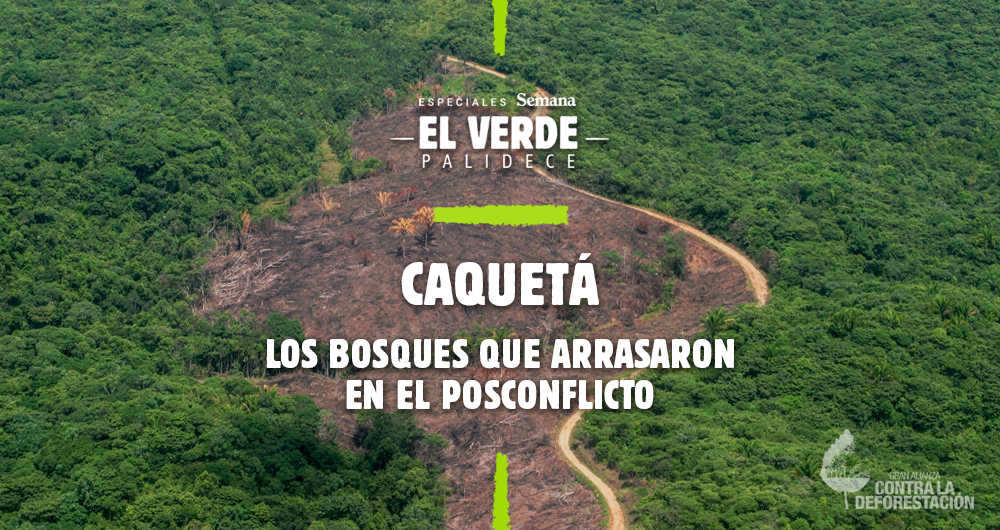 ESPECIALES Semana
EL VERDE
PALIDECE
CAQUETÁ
LOS BOSQUES QUE ARRASARON
EN EL POSCONFLICTO
GRAN ALIANZA
CONTRA LA
DEFORESTACIÓN